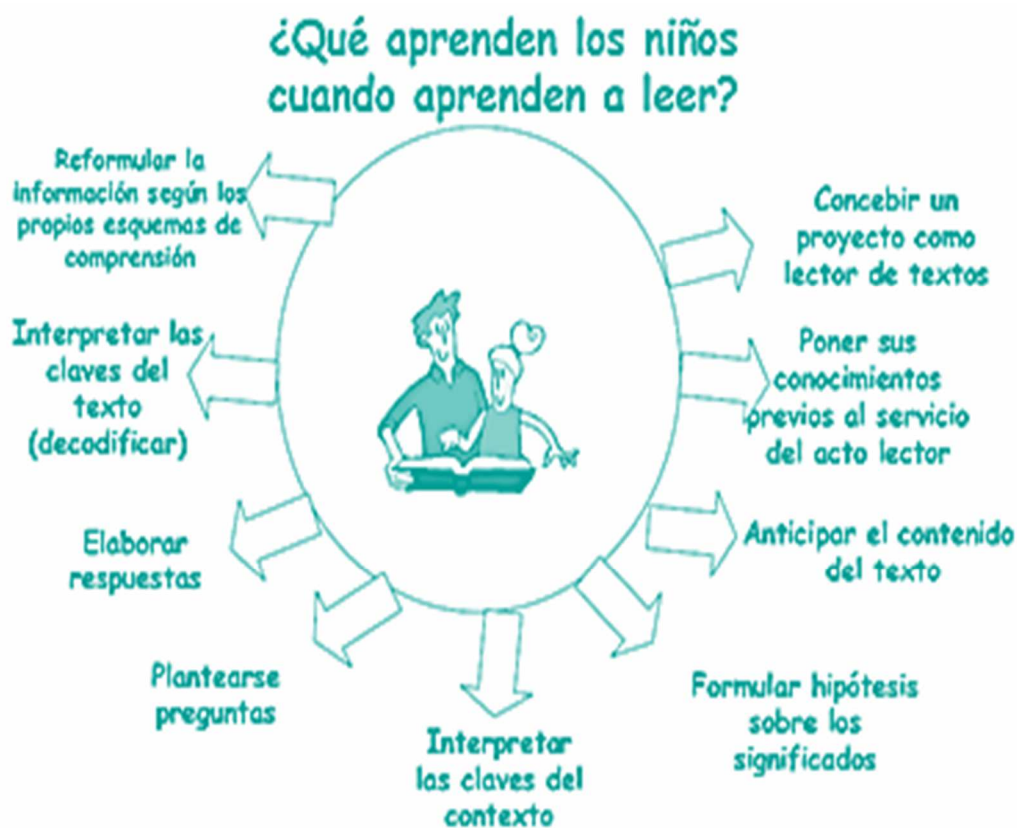 ¿Qué aprenden los niños
cuando aprenden a leer?
Reformular la
información según los
propios esquemas de
comprensión
Interpretar las
claves del
texto
(decodificar)
Elaborar
respuestas
Plantearse
preguntas
Interpretar
las claves del
contexto
Formular hipótesis
sobre los
significados
Anticipar el contenido
del texto
Poner sus
conocimientos
previos al servicio
del acto lector
Concebir un
proyecto como
lector de textos